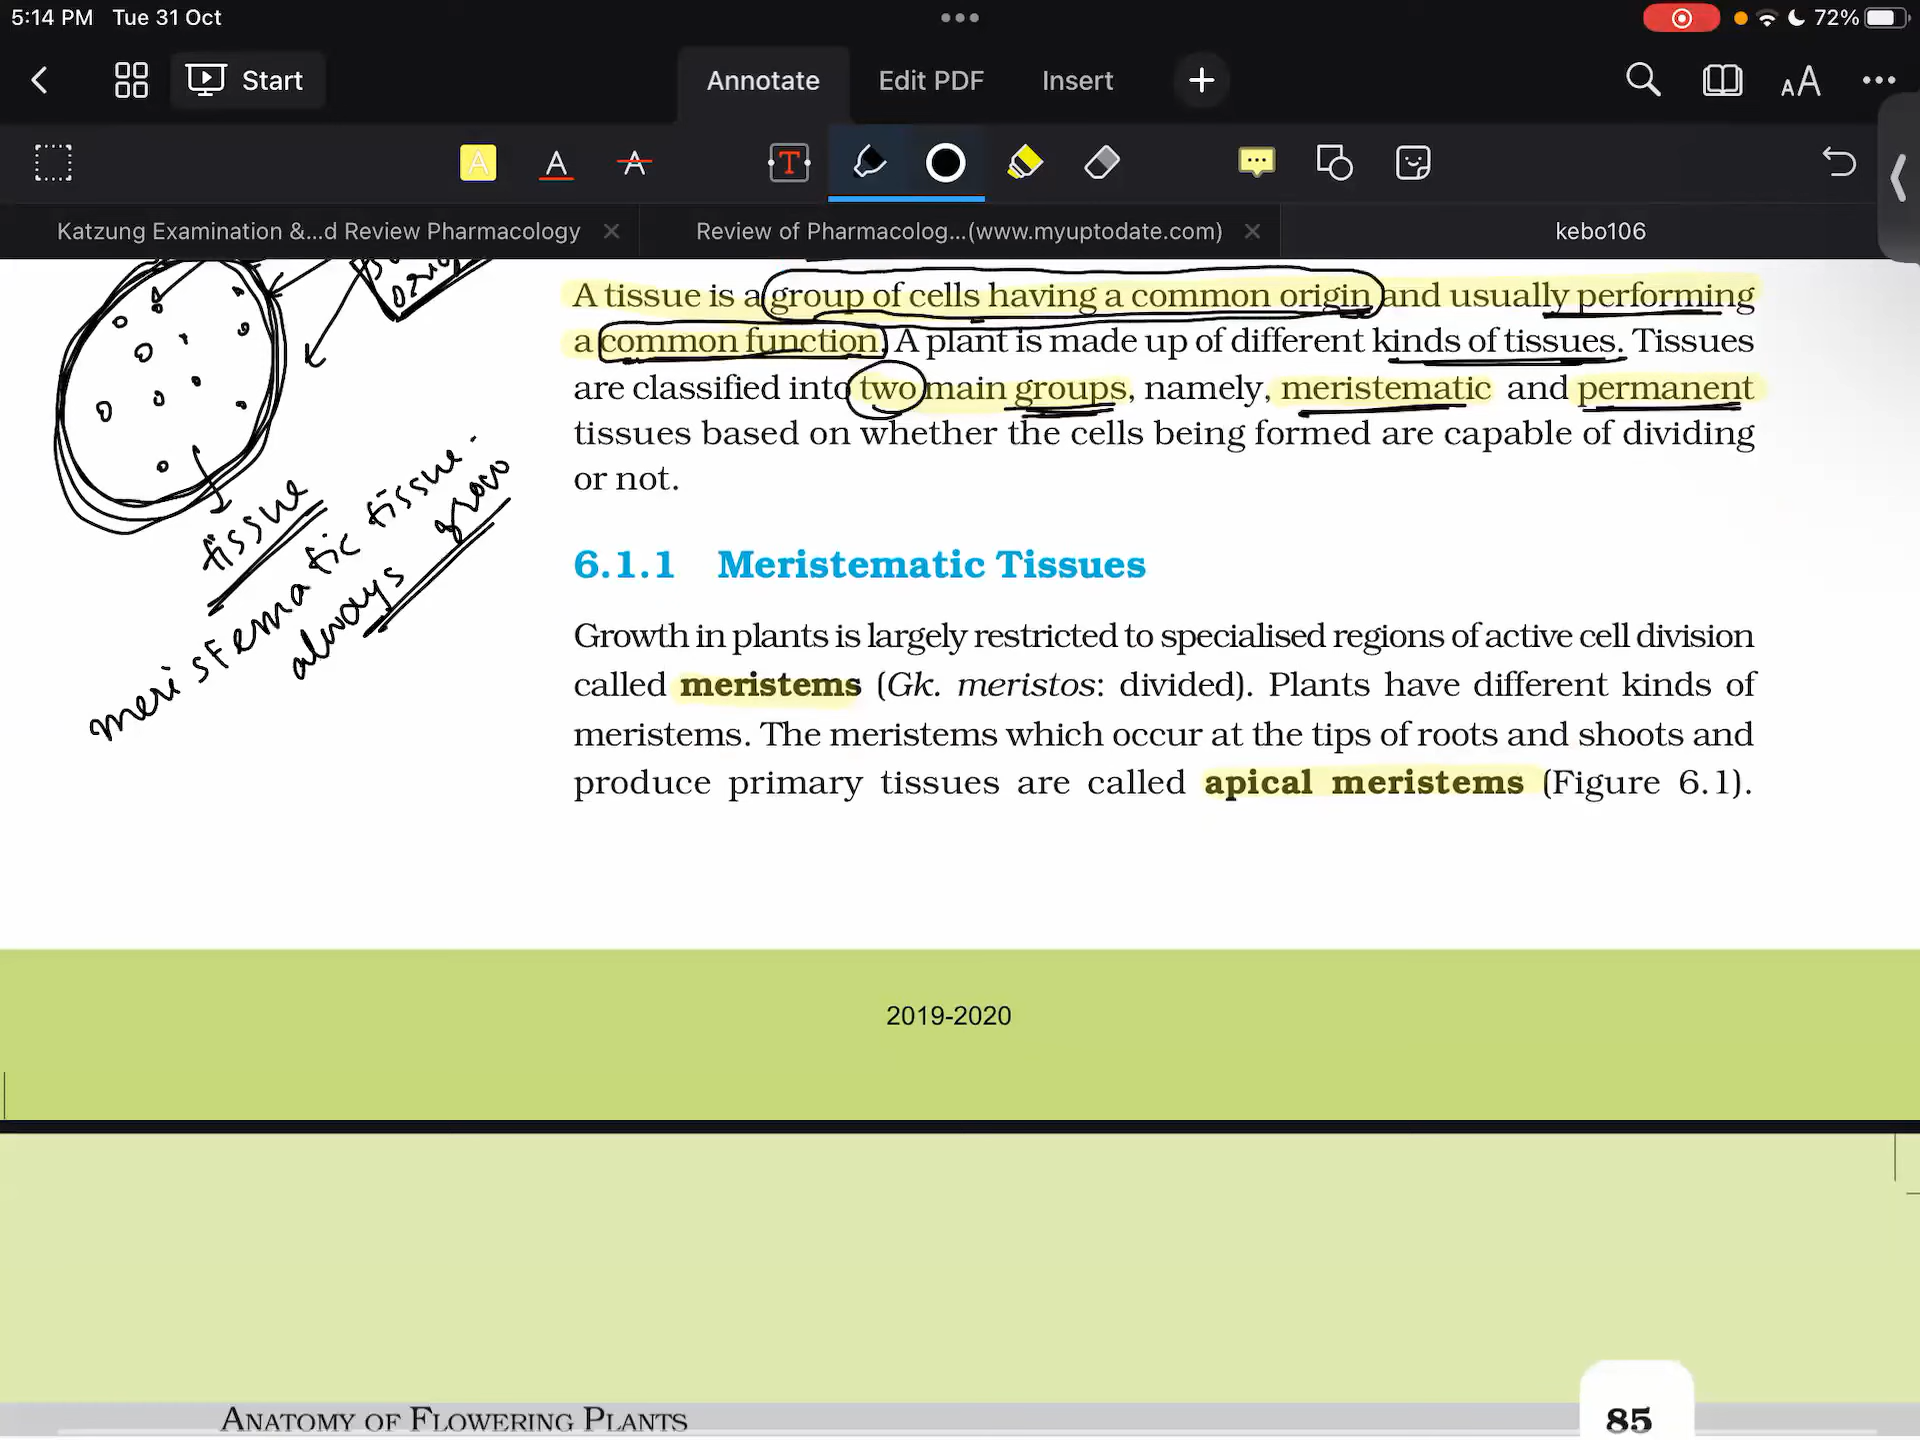 5:14 PM Tue 31 Oct
72%
Start
Annotate
Edit PDF
Insert
AA
A A A T
Katzung Examination &...d Review Pharmacology
Review of Pharmacolog...(www.myuptodate.com)
kebo106
A tissue is a group of cells having a common origin and usually performing
a common function. A plant is made up of different kinds of tissues. Tissues
are classified into two main groups, namely, meristematic and permanent
tissues based on whether the cells being formed are capable of dividing
or not.
tissue
meristematic tissue
always grow
6.1.1 Meristematic Tissues
Growth in plants is largely restricted to specialised regions of active cell division
called meristems (Gk. meristos: divided). Plants have different kinds of
meristems. The meristems which occur at the tips of roots and shoots and
produce primary tissues are called apical meristems (Figure 6.1).
2019-2020
ANATOMY OF FLOWERING PLANTS
85